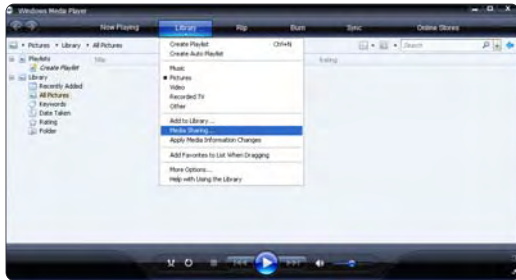 Windows Media Player
Now Playing Library Rip Burn Sync Online Stores
Pictures Library All Pictures
Search
Playlists
Create Playlist
Library
Recently Added
All Pictures
Keywords
Date Taken
Rating
Folder
Title
Rating
Create Playlist Ctrl+N
Create Auto Playlist
Music
Pictures
Video
Recorded TV
Other
Add to Library...
Media Sharing...
Apply Media Information Changes
Add Favorites to List When Dragging
More Options...
Help with Using the Library